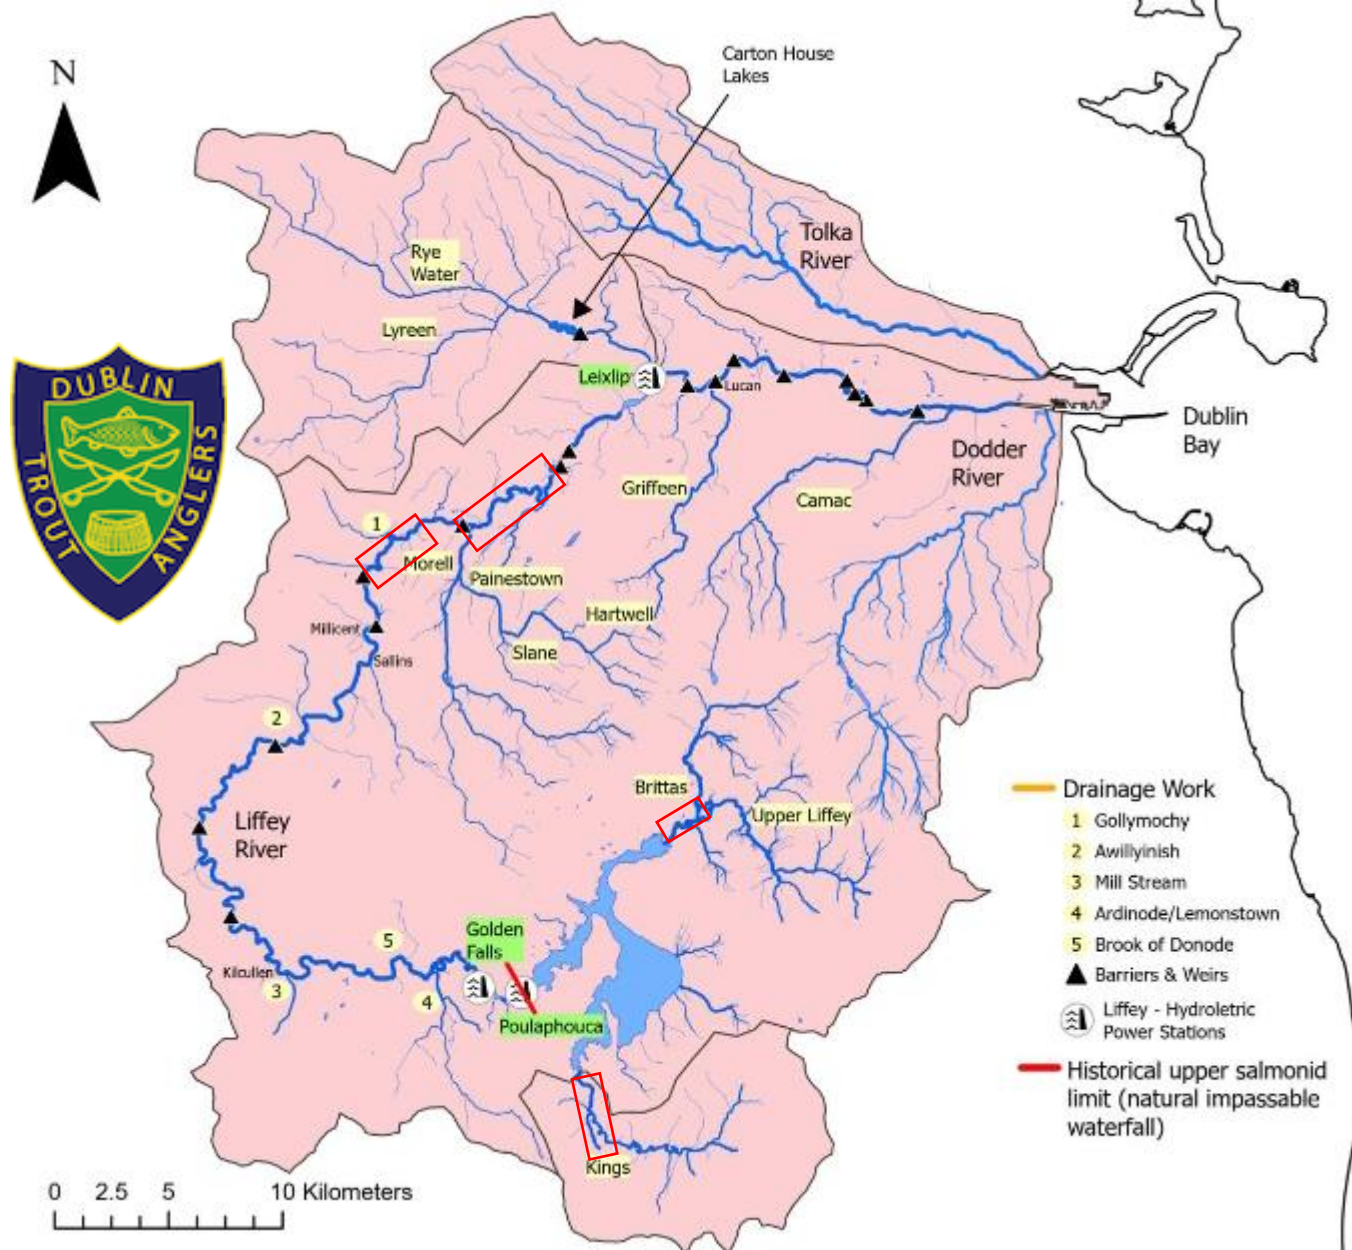 N
Carton House
Lakes
Tolka
River
Rye
Water
Lyreen
DUBLIN
TROUT
ANGLERS
Leixlip
Lucan
Dublin
Bay
Dodder
River
Griffeen
Camac
1
Morell
Painestown
Hartwell
Millicent
Slane
Sallins
2
Brittas
Upper Liffey
Liffey
River
Golden
Falls
5
Kilcullen
3
4
Poulaphouca
Kings
Drainage Work
1 Gollymochy
2 Awillyinish
3 Mill Stream
4 Ardinode/Lemonstown
5 Brook of Donode
Barriers & Weirs
Liffey - Hydroletric
Power Stations
Historical upper salmonid
limit (natural impassable
waterfall)
0 2.5 5 10 Kilometers